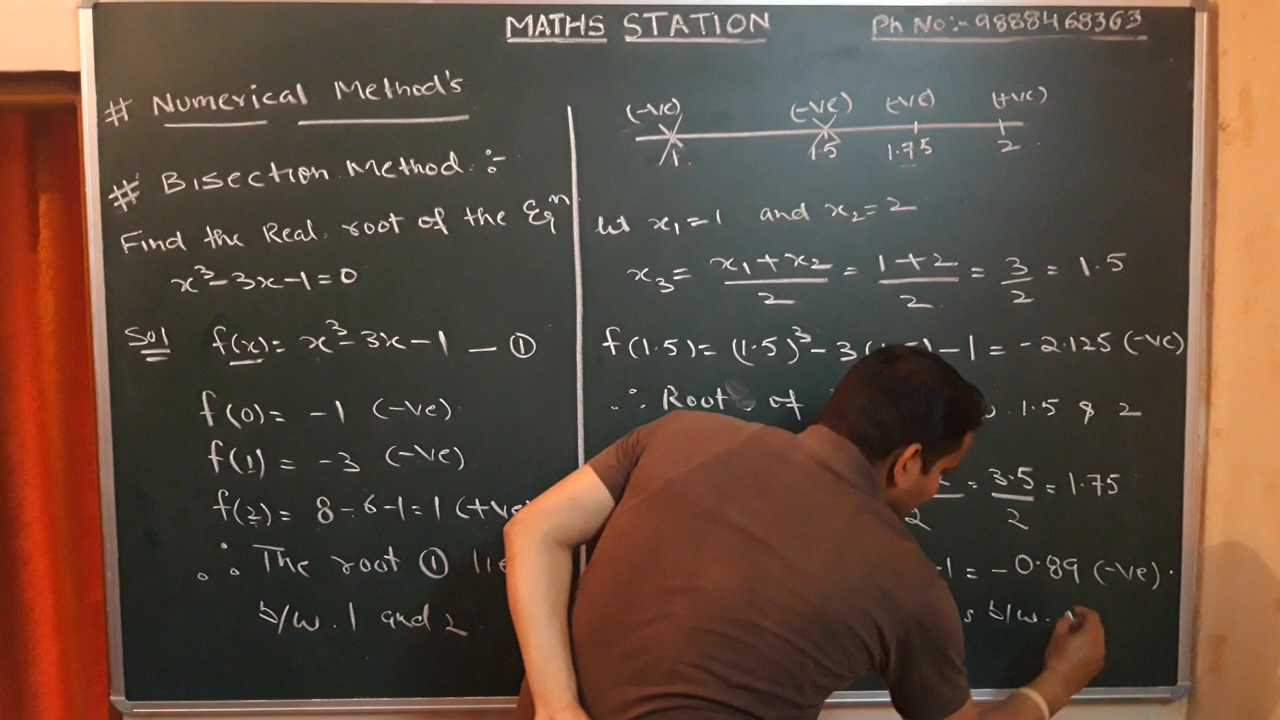 MATHS STATION
Ph No:- 9888468363
# Numerical Method's
# Bisection Method :-
Find the Real root of the Eqⁿ
x³-3x-1=0
Sol f(x)= x³-3x-1 — ①
f(0)= -1 (-ve)
f(1)= -3 (-ve)
f(2)= 8-6-1=1 (+ve
∴ The root ① lie
b/w. 1 and 2
(-ve) (-ve) (-ve) (+ve)
1 1.5 1.75 2
let x₁=1 and x₂=2
x₃= x₁+x₂/2 = 1+2/2 = 3/2 = 1.5
f(1.5)= (1.5)³-3( )-1 = -2.125 (-ve)
∴ Root of 1.5 & 2
2 = 3.5/2 = 1.75
-1 = -0.89 (-ve).
s b/w.